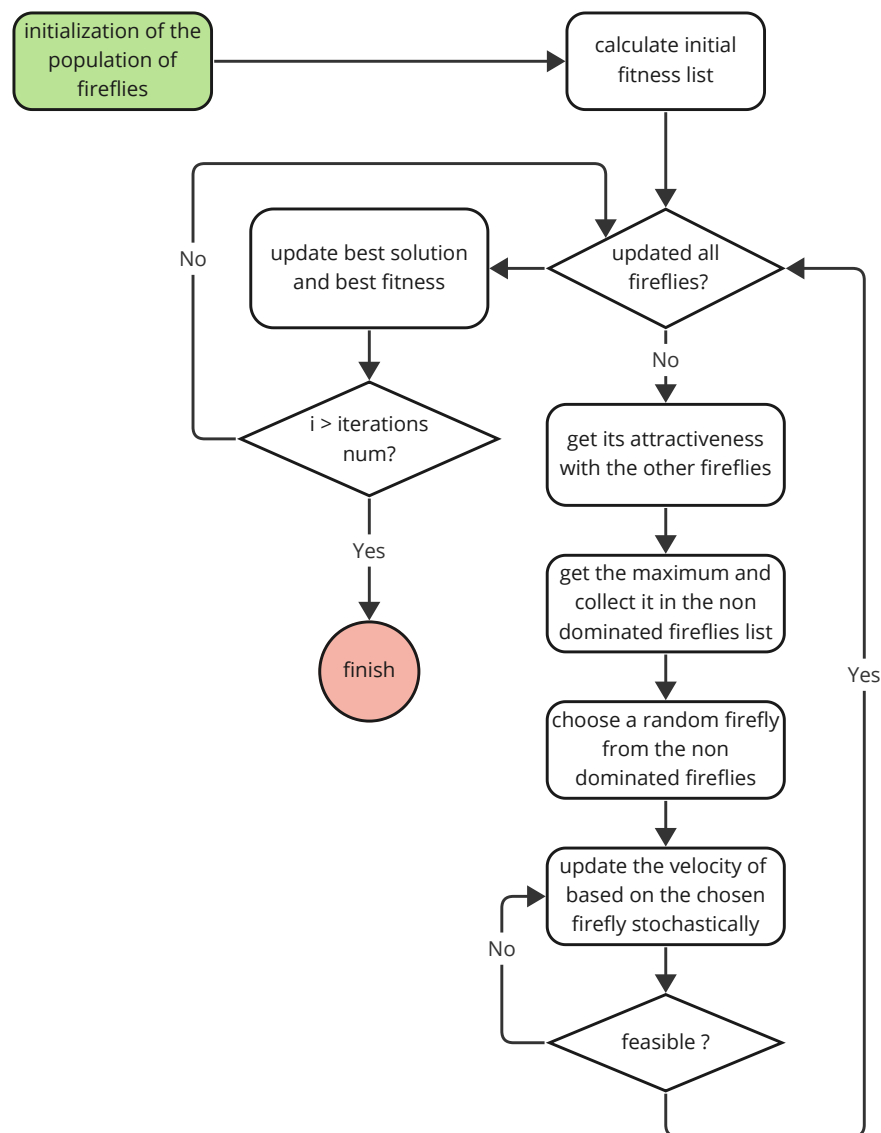 initialization of the
population of
fireflies
calculate initial
fitness list
No
update best solution
and best fitness
updated all
fireflies?
No
i > iterations
num?
get its attractiveness
with the other fireflies
Yes
get the maximum and
collect it in the non
dominated fireflies list
finish
Yes
choose a random firefly
from the non
dominated fireflies
update the velocity of
based on the chosen
firefly stochastically
No
feasible ?